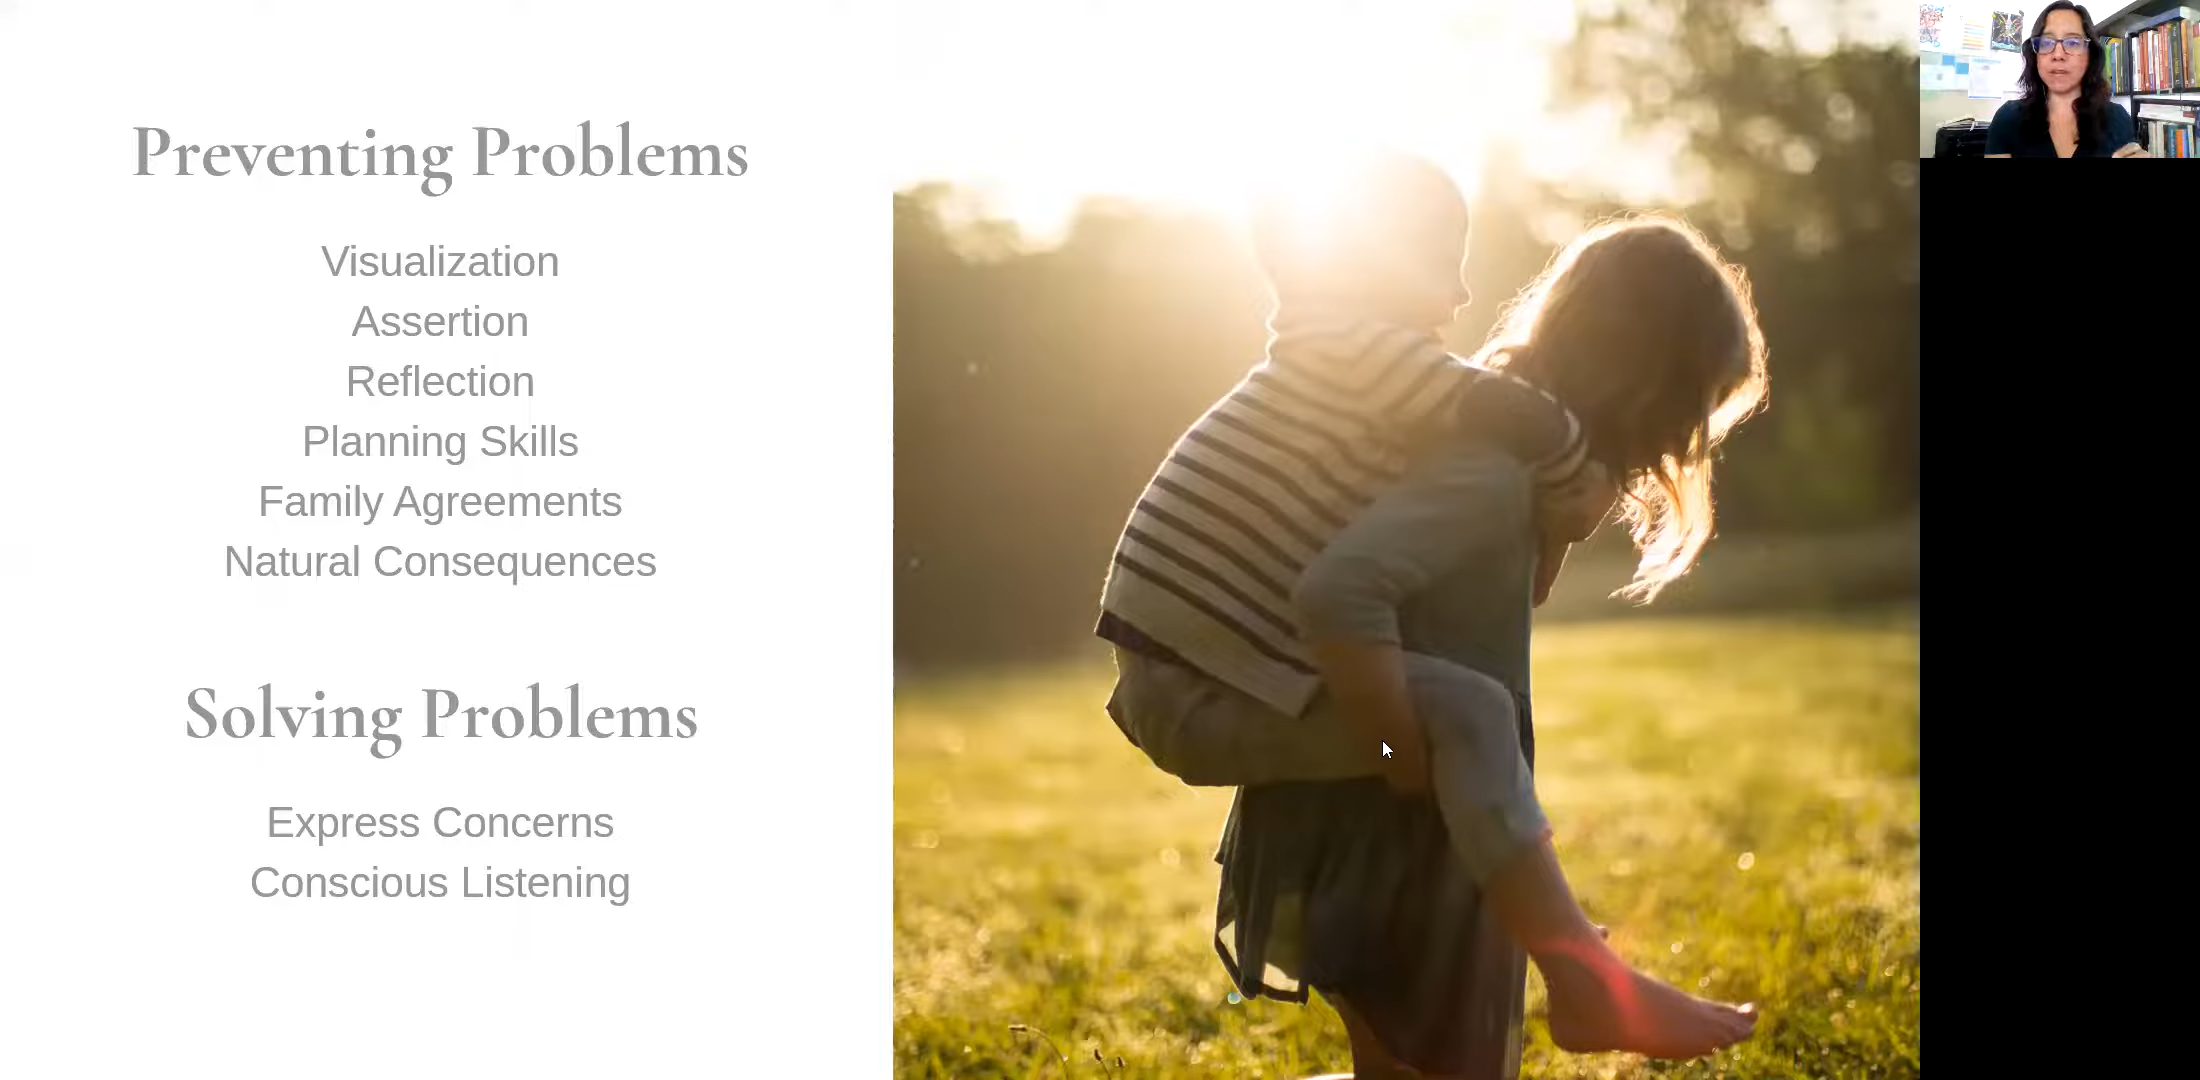 Preventing Problems
Visualization
Assertion
Reflection
Planning Skills
Family Agreements
Natural Consequences
Solving Problems
Express Concerns
Conscious Listening